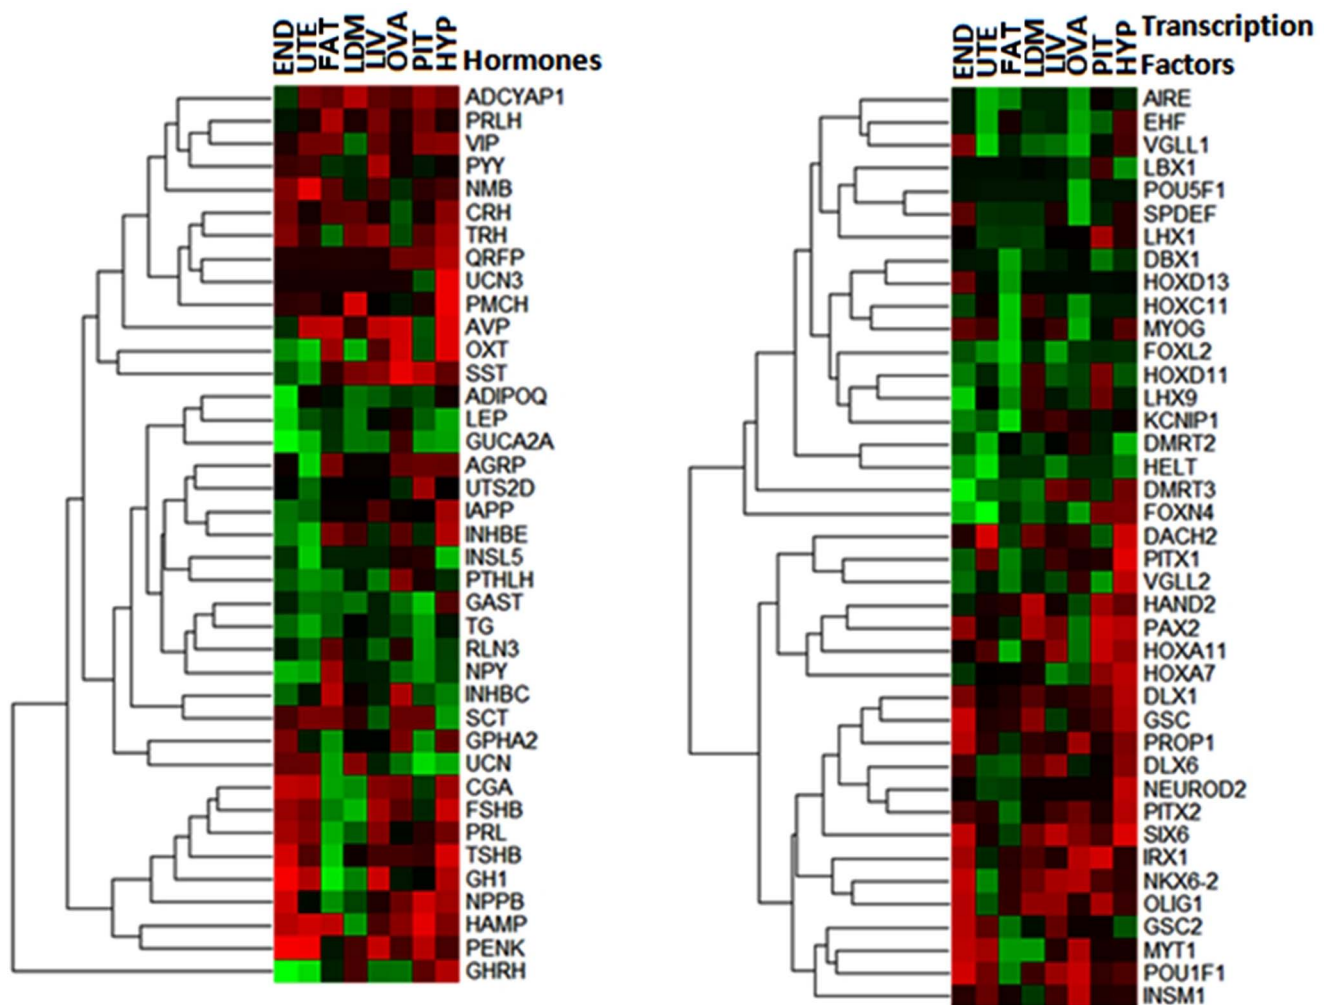 END UTE FAT LDM LIV OVA PIT HYP Hormones
ADCYAP1
PRLH
VIP
PYY
NMB
CRH
TRH
QRFP
UCN3
PMCH
AVP
OXT
SST
ADIPOQ
LEP
GUCA2A
AGRP
UTS2D
IAPP
INHBE
INSL5
PTHLH
GAST
TG
RLN3
NPY
INHBC
SCT
GPHA2
UCN
CGA
FSHB
PRL
TSHB
GH1
NPPB
HAMP
PENK
GHRH
END UTE FAT LDM LIV OVA PIT HYP Transcription
Factors
AIRE
EHF
VGLL1
LBX1
POU5F1
SPDEF
LHX1
DBX1
HOXD13
HOXC11
MYOG
FOXL2
HOXD11
LHX9
KCNIP1
DMRT2
HELT
DMRT3
FOXN4
DACH2
PITX1
VGLL2
HAND2
PAX2
HOXA11
HOXA7
DLX1
GSC
PROP1
DLX6
NEUROD2
PITX2
SIX6
IRX1
NKX6-2
OLIG1
GSC2
MYT1
POU1F1
INSM1